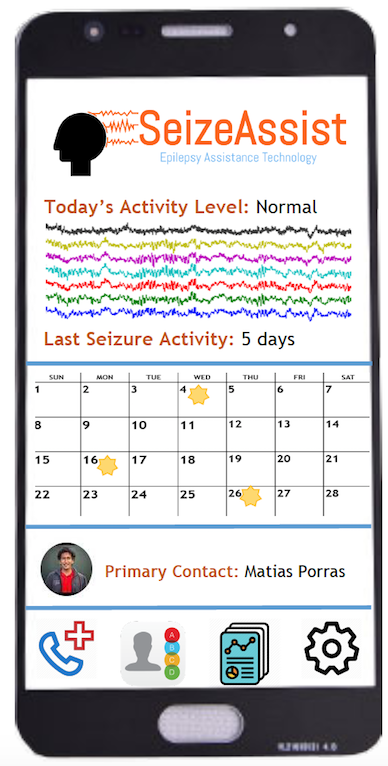 SeizeAssist
Epilepsy Assistance Technology
Today's Activity Level: Normal
Last Seizure Activity: 5 days
SUN MON TUE WED THU FRI SAT
1 2 3 4 5 6 7
8 9 10 11 12 13 14
15 16 17 18 19 20 21
22 23 24 25 26 27 28
Primary Contact: Matias Porras
A
B
C
D